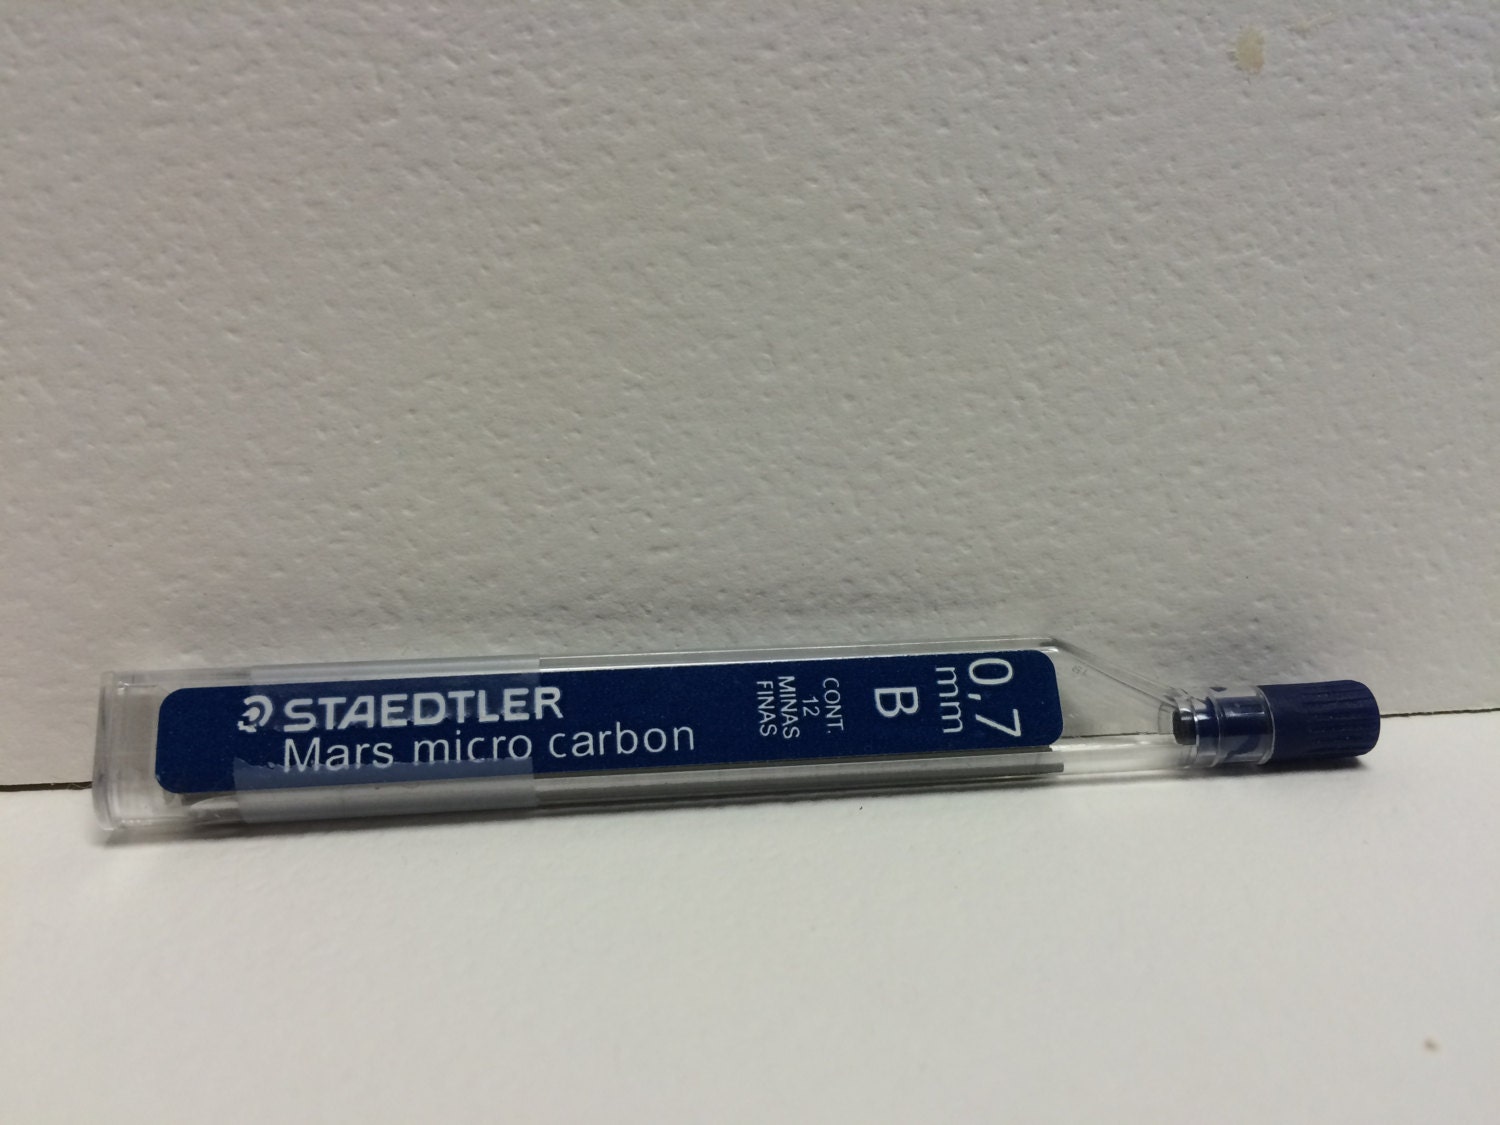 STAEDTLER
Mars micro carbon
CONT.
12
MINAS
FINAS
B
0,7
mm